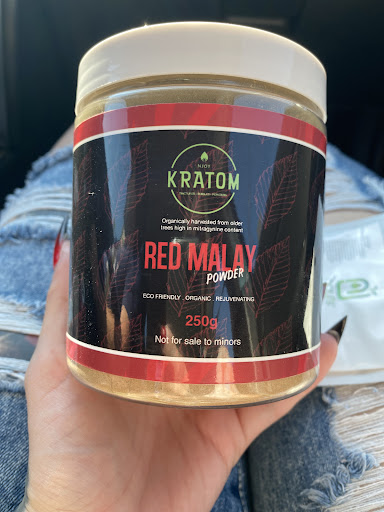 NJOY
KRATOM
Organically harvested from older
trees high in mitragynine content
RED MALAY
POWDER
ECO FRIENDLY . ORGANIC . REJUVENATING
250g
Not for sale to minors